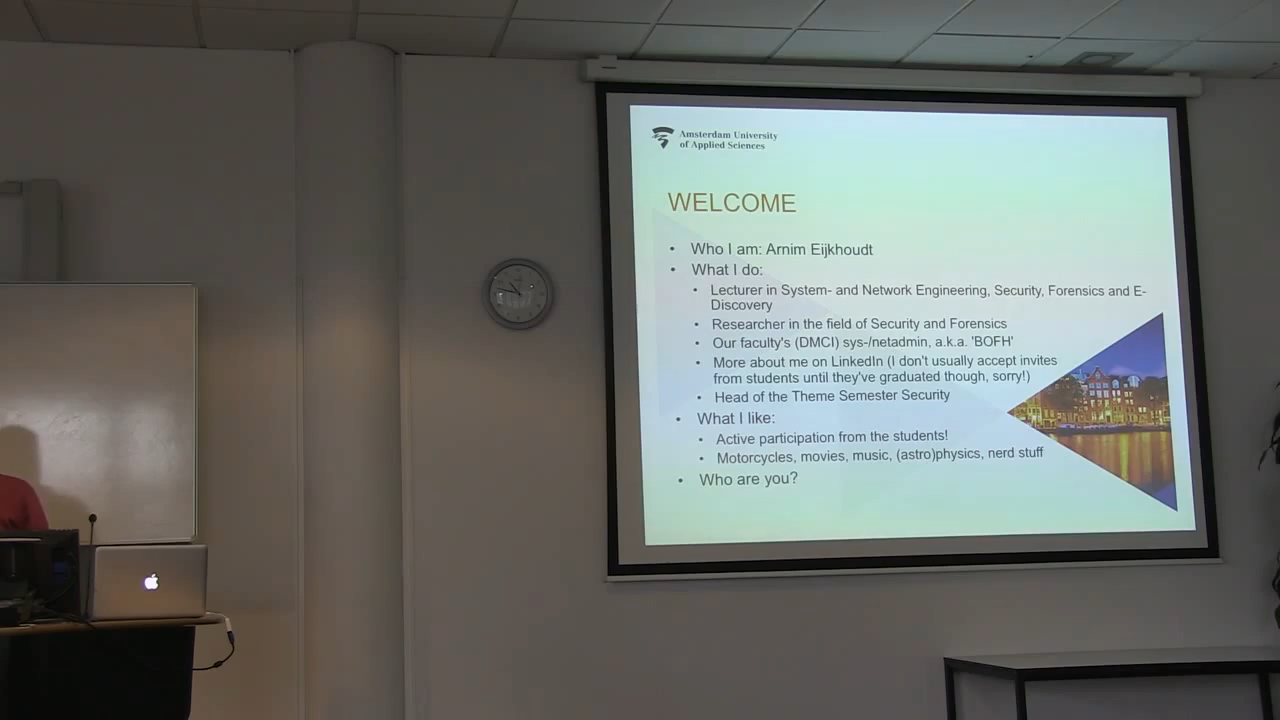 Amsterdam University
of Applied Sciences
WELCOME
• Who I am: Arnim Eijkhoudt
• What I do:
• Lecturer in System- and Network Engineering, Security, Forensics and E-
Discovery
• Researcher in the field of Security and Forensics
• Our faculty's (DMCI) sys-/netadmin, a.k.a. 'BOFH'
• More about me on LinkedIn (I don't usually accept invites
from students until they've graduated though, sorry!)
• Head of the Theme Semester Security
• What I like:
• Active participation from the students!
• Motorcycles, movies, music, (astro)physics, nerd stuff
• Who are you?